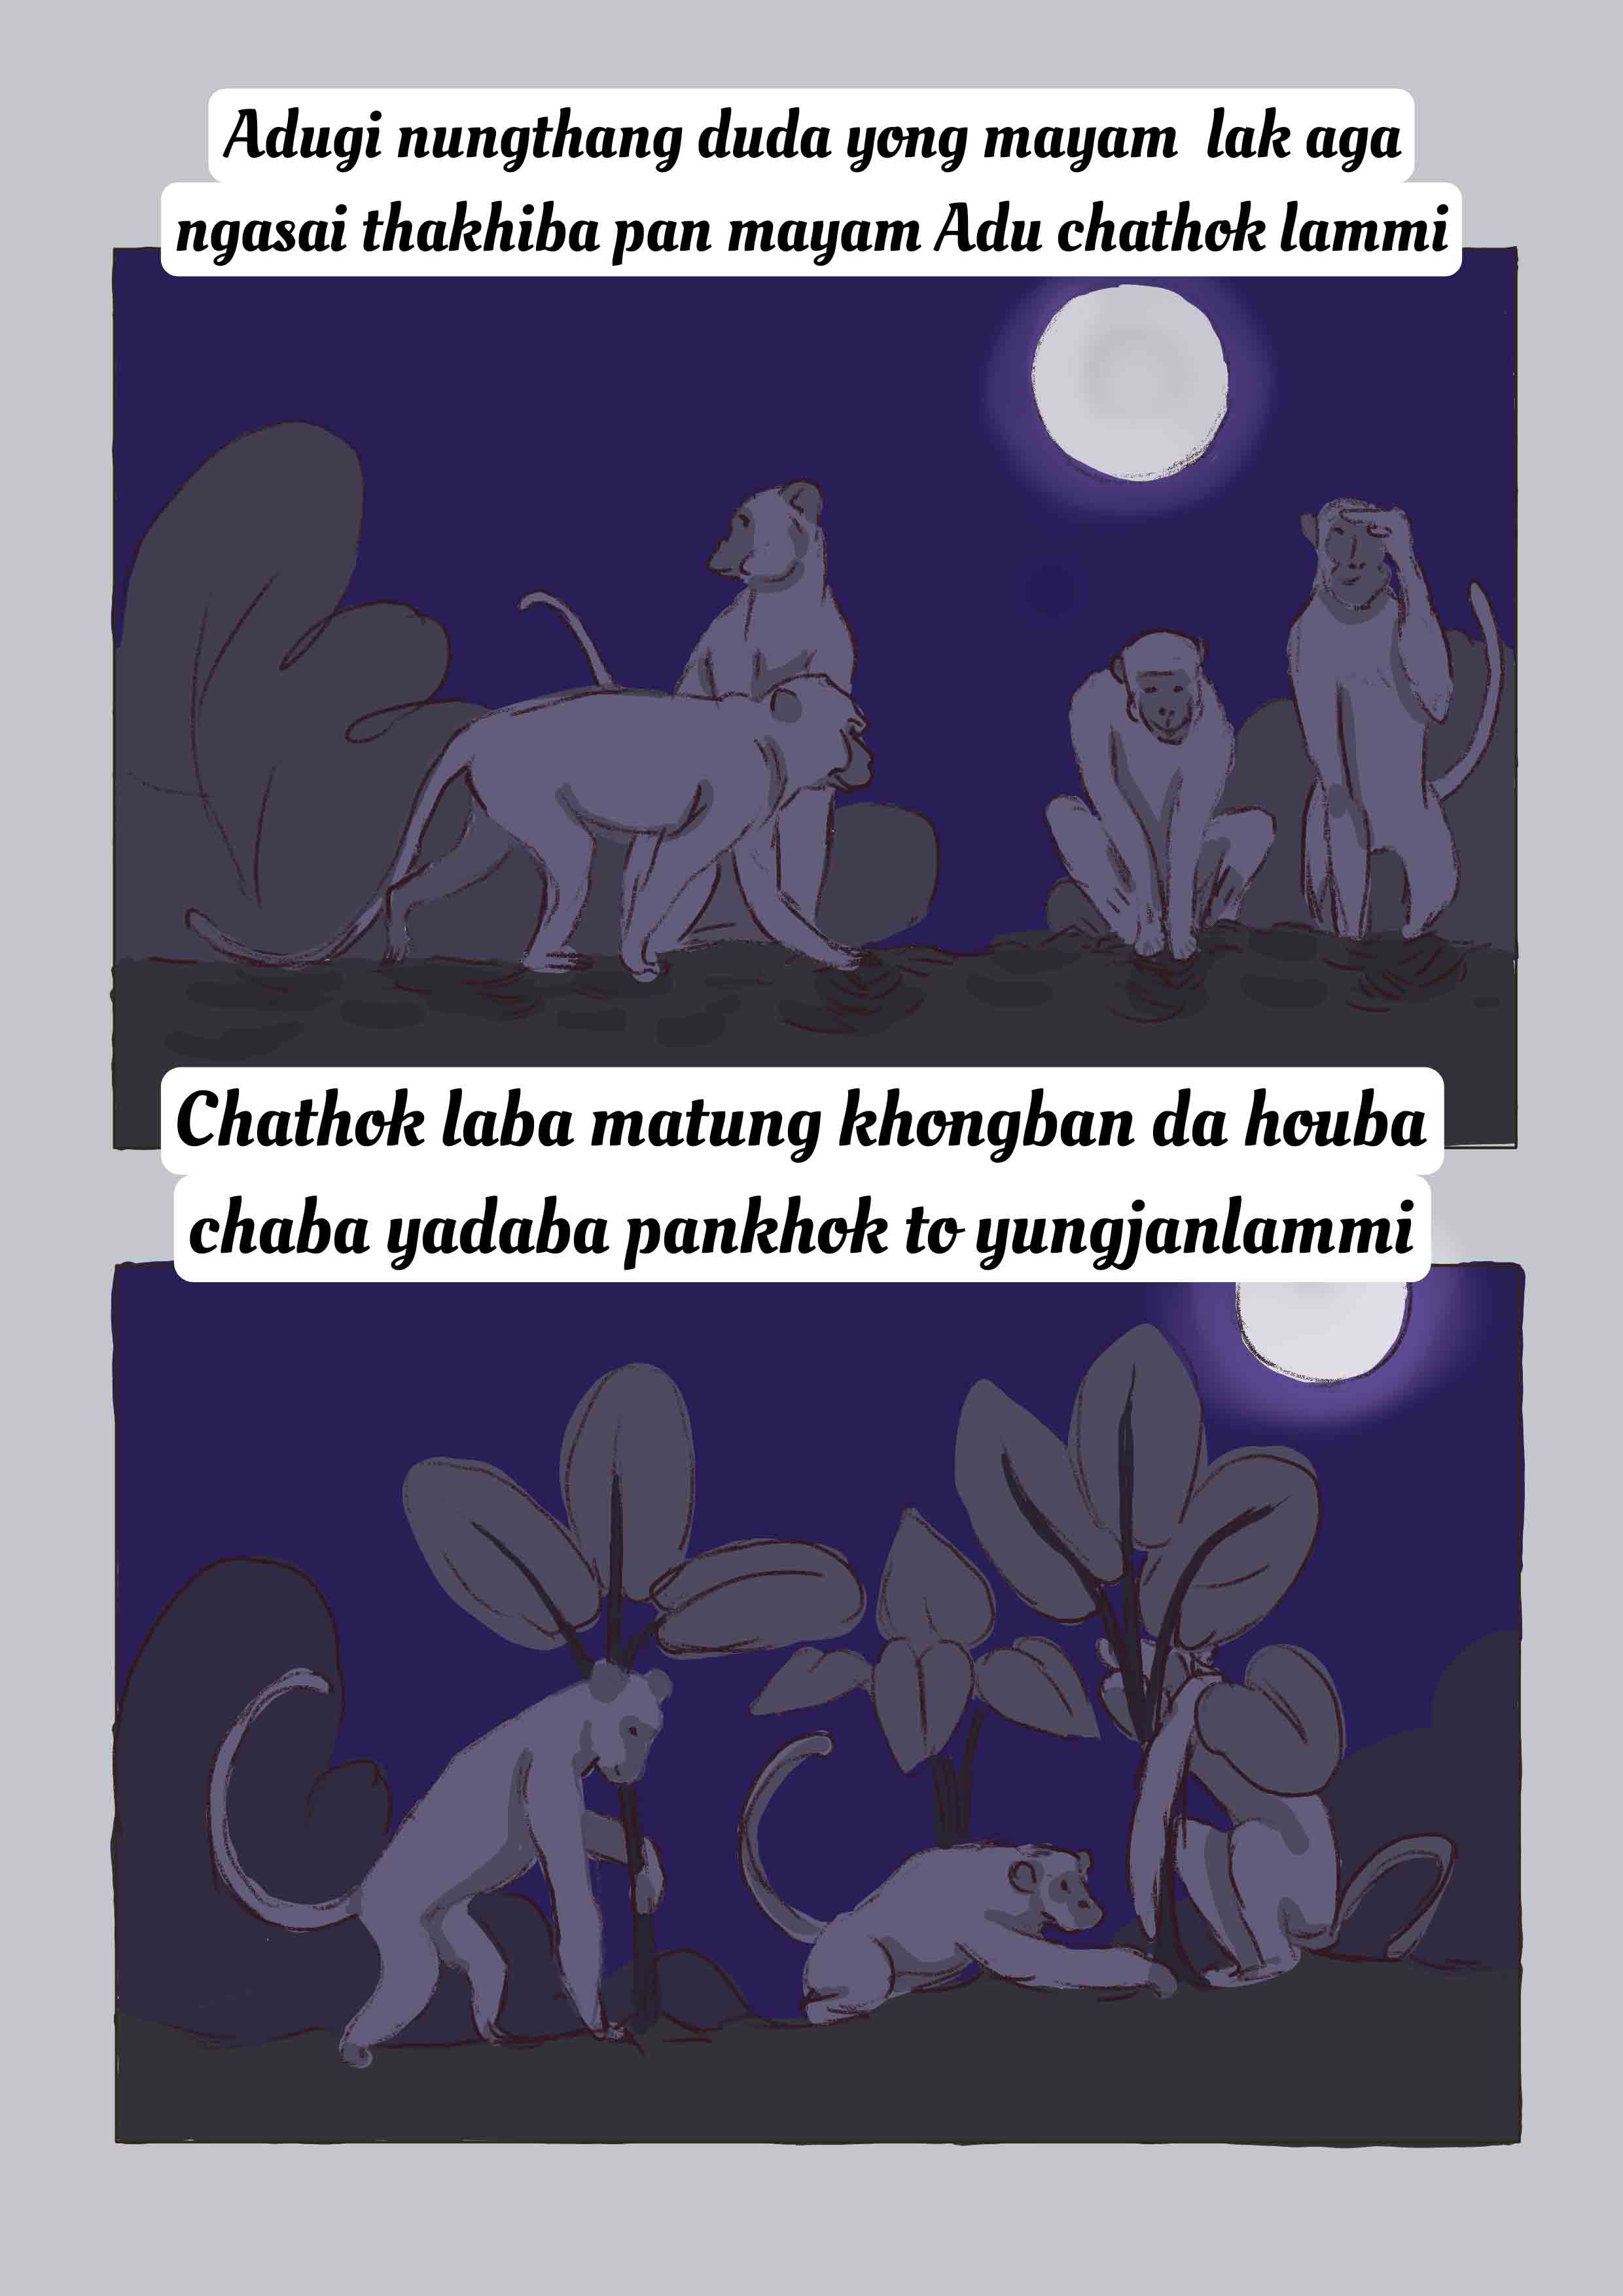 Adugi nungthang duda yong mayam lak aga
ngasai thakhiba pan mayam Adu chathok lammi
Chathok laba matung khongban da houba
chaba yadaba pankhok to yungjanlammi